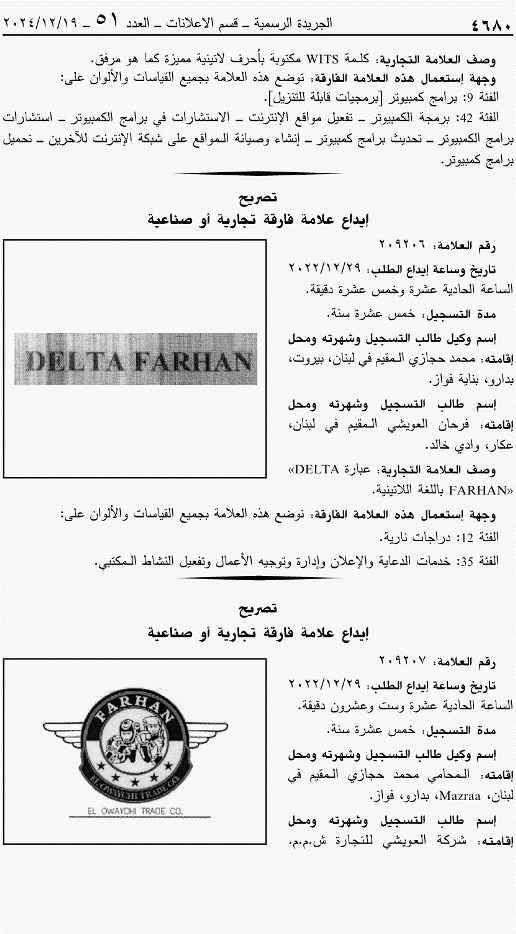 ٤٦٨٠
الجريدة الرسمية – قسم الاعلانات – العدد ٥١ – ٢٠٢٤/١٢/١٩
وصف العلامة التجارية: كلمة WITS مكتوبة بأحرف لاتينية مميزة كما هو مرفق.
وجهة إستعمال هذه العلامة الفارقة: توضع هذه العلامة بجميع القياسات والألوان على:
الفئة 9: برامج كمبيوتر [برمجيات قابلة للتنزيل].
الفئة 42: برمجة الكمبيوتر – تفعيل مواقع الإنترنت – الاستشارات في برامج الكمبيوتر – استشارات
برامج الكمبيوتر – تحديث برامج كمبيوتر – إنشاء وصيانة المواقع على شبكة الإنترنت للآخرين – تحميل
برامج كمبيوتر.
تصريح
إيداع علامة فارقة تجارية أو صناعية
رقم العلامة: ٢٠٩٢٠٦
تاريخ وساعة إيداع الطلب: ٢٠٢٢/١٢/٢٩
الساعة الحادية عشرة وخمس عشرة دقيقة.
مدة التسجيل: خمس عشرة سنة.
إسم وكيل طالب التسجيل وشهرته ومحل
إقامته: محمد حجازي المقيم في لبنان، بيروت،
بدارو، بناية فواز.
إسم طالب التسجيل وشهرته ومحل
إقامته: فرحان العويشي المقيم في لبنان،
عكار، وادي خالد.
وصف العلامة التجارية: عبارة «DELTA
FARHAN» باللغة اللاتينية.
DELTA FARHAN
وجهة إستعمال هذه العلامة الفارقة: توضع هذه العلامة بجميع القياسات والألوان على:
الفئة 12: دراجات نارية.
الفئة 35: خدمات الدعاية والإعلان وإدارة وتوجيه الأعمال وتفعيل النشاط المكتبي.
تصريح
إيداع علامة فارقة تجارية أو صناعية
رقم العلامة: ٢٠٩٢٠٧
تاريخ وساعة إيداع الطلب: ٢٠٢٢/١٢/٢٩
الساعة الحادية عشرة وست وعشرون دقيقة.
مدة التسجيل: خمس عشرة سنة.
إسم وكيل طالب التسجيل وشهرته ومحل
إقامته: المحامي محمد حجازي المقيم في
لبنان، Mazraa، بدارو، فواز.
إسم طالب التسجيل وشهرته ومحل
إقامته: شركة العويشي للتجارة ش.م.م.
FARHAN
EL OWAYCHI TRADE CO.
EL OWAYCHI TRADE CO.